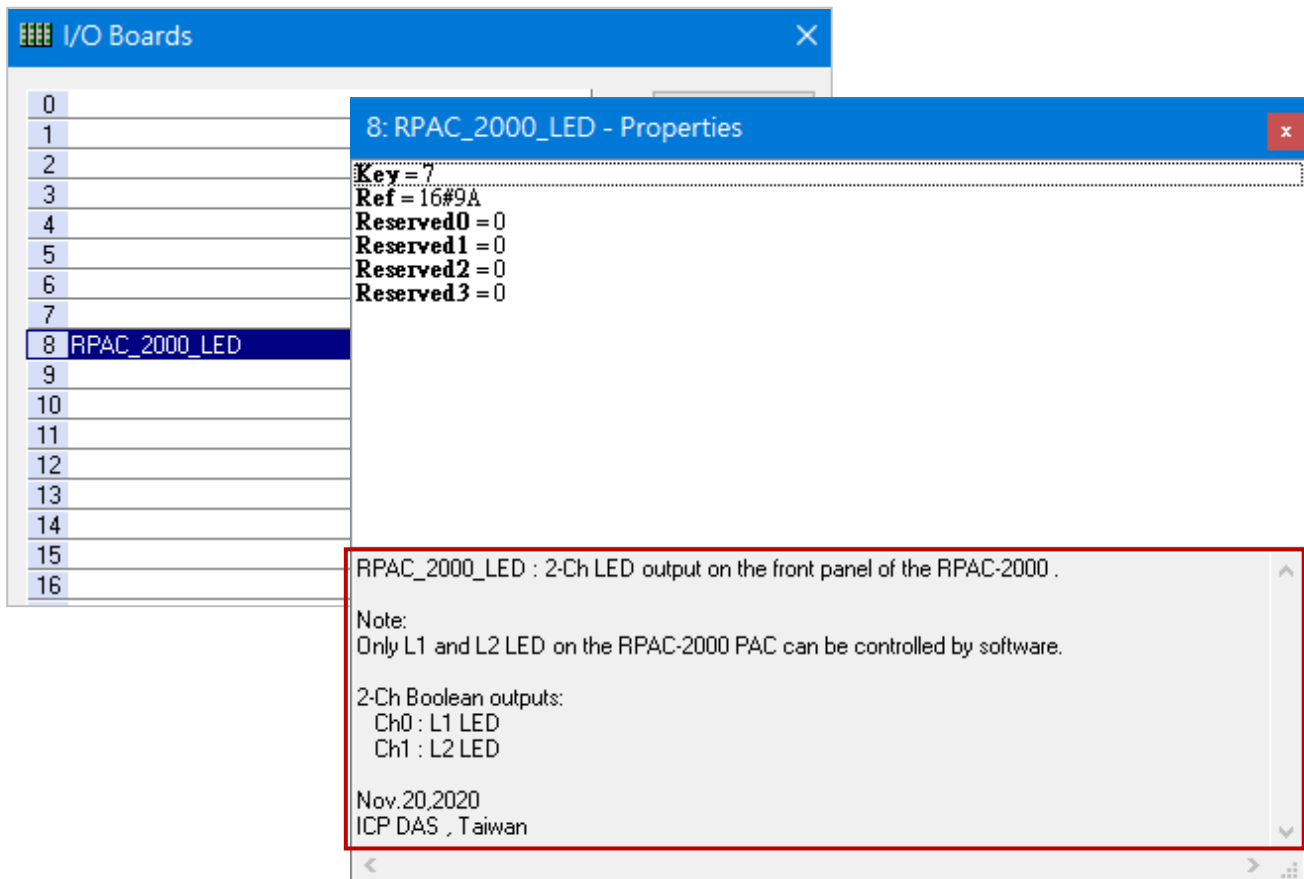 I/O Boards
0
1
2
3
4
5
6
7
8 RPAC_2000_LED
9
10
11
12
13
14
15
16
8: RPAC_2000_LED - Properties
x
Key = 7
Ref = 16#9A
Reserved0 = 0
Reserved1 = 0
Reserved2 = 0
Reserved3 = 0
RPAC_2000_LED : 2-Ch LED output on the front panel of the RPAC-2000 .
Note:
Only L1 and L2 LED on the RPAC-2000 PAC can be controlled by software.
2-Ch Boolean outputs:
Ch0 : L1 LED
Ch1 : L2 LED
Nov.20,2020
ICP DAS , Taiwan